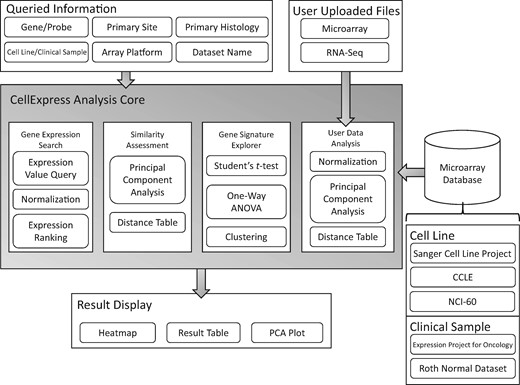 Queried Information
Gene/Probe
Primary Site
Primary Histology
Cell Line/Clinical Sample
Array Platform
Dataset Name
User Uploaded Files
Microarray
RNA-Seq
CellExpress Analysis Core
Gene Expression
Search
Expression
Value Query
Normalization
Expression
Ranking
Similarity
Assessment
Principal
Component
Analysis
Distance Table
Gene Signature
Explorer
Student's t-test
One-Way
ANOVA
Clustering
User Data
Analysis
Normalization
Principal
Component
Analysis
Distance Table
Microarray
Database
Cell Line
Sanger Cell Line Project
CCLE
NCI-60
Clinical Sample
Expression Project for Oncology
Roth Normal Dataset
Result Display
Heatmap
Result Table
PCA Plot